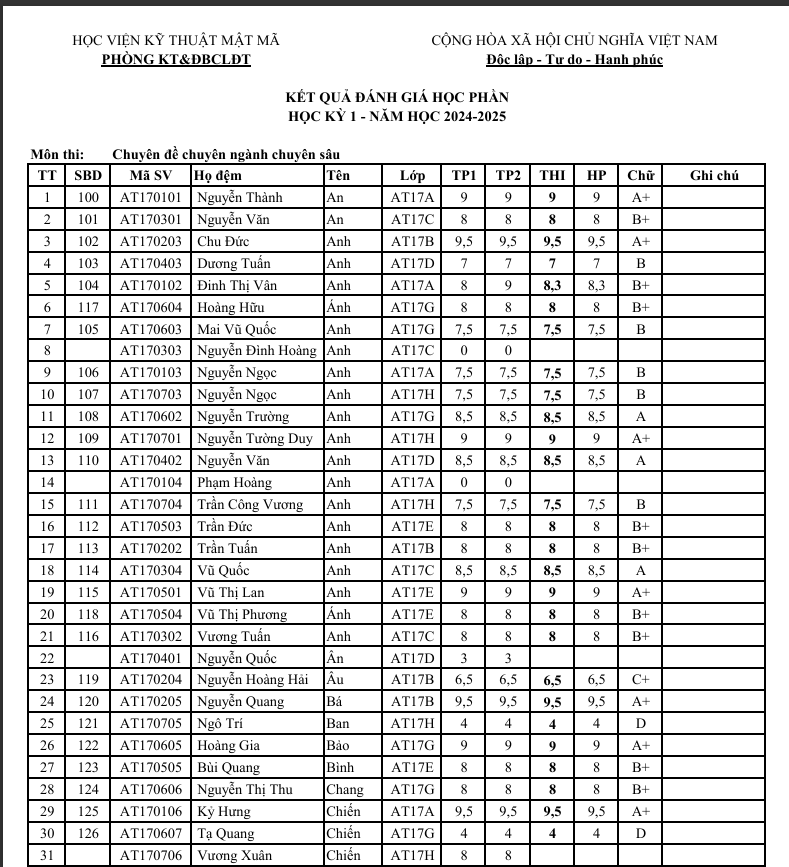 HỌC VIỆN KỸ THUẬT MẬT MÃ CỘNG HÒA XÃ HỘI CHỦ NGHĨA VIỆT NAM
PHÒNG KT&ĐBCLĐT Độc lập - Tự do - Hạnh phúc
KẾT QUẢ ĐÁNH GIÁ HỌC PHẦN
HỌC KỲ 1 - NĂM HỌC 2024-2025
Môn thi: Chuyên đề chuyên ngành chuyên sâu
TT SBD Mã SV Họ đệm Tên Lớp TP1 TP2 THI HP Chữ Ghi chú
1 100 AT170101 Nguyễn Thành An AT17A 9 9 9 9 A+
2 101 AT170301 Nguyễn Văn An AT17C 8 8 8 8 B+
3 102 AT170203 Chu Đức Anh AT17B 9,5 9,5 9,5 9,5 A+
4 103 AT170403 Dương Tuấn Anh AT17D 7 7 7 7 B
5 104 AT170102 Đinh Thị Vân Anh AT17A 8 9 8,3 8,3 B+
6 117 AT170604 Hoàng Hữu Ánh AT17G 8 8 8 8 B+
7 105 AT170603 Mai Vũ Quốc Anh AT17G 7,5 7,5 7,5 7,5 B
8 AT170303 Nguyễn Đình Hoàng Anh AT17C 0 0
9 106 AT170103 Nguyễn Ngọc Anh AT17A 7,5 7,5 7,5 7,5 B
10 107 AT170703 Nguyễn Ngọc Anh AT17H 7,5 7,5 7,5 7,5 B
11 108 AT170602 Nguyễn Trường Anh AT17G 8,5 8,5 8,5 8,5 A
12 109 AT170701 Nguyễn Tường Duy Anh AT17H 9 9 9 9 A+
13 110 AT170402 Nguyễn Văn Anh AT17D 8,5 8,5 8,5 8,5 A
14 AT170104 Phạm Hoàng Anh AT17A 0 0
15 111 AT170704 Trần Công Vương Anh AT17H 7,5 7,5 7,5 7,5 B
16 112 AT170503 Trần Đức Anh AT17E 8 8 8 8 B+
17 113 AT170202 Trần Tuấn Anh AT17B 8 8 8 8 B+
18 114 AT170304 Vũ Quốc Anh AT17C 8,5 8,5 8,5 8,5 A
19 115 AT170501 Vũ Thị Lan Anh AT17E 9 9 9 9 A+
20 118 AT170504 Vũ Thị Phương Ánh AT17E 8 8 8 8 B+
21 116 AT170302 Vương Tuấn Anh AT17C 8 8 8 8 B+
22 AT170401 Nguyễn Quốc Ân AT17D 3 3
23 119 AT170204 Nguyễn Hoàng Hải Âu AT17B 6,5 6,5 6,5 6,5 C+
24 120 AT170205 Nguyễn Quang Bá AT17B 9,5 9,5 9,5 9,5 A+
25 121 AT170705 Ngô Trí Ban AT17H 4 4 4 4 D
26 122 AT170605 Hoàng Gia Bảo AT17G 9 9 9 9 A+
27 123 AT170505 Bùi Quang Bình AT17E 8 8 8 8 B+
28 124 AT170606 Nguyễn Thị Thu Chang AT17G 8 8 8 8 B+
29 125 AT170106 Kỷ Hưng Chiến AT17A 9,5 9,5 9,5 9,5 A+
30 126 AT170607 Tạ Quang Chiến AT17G 4 4 4 4 D
31 AT170706 Vương Xuân Chiến AT17H 8 8